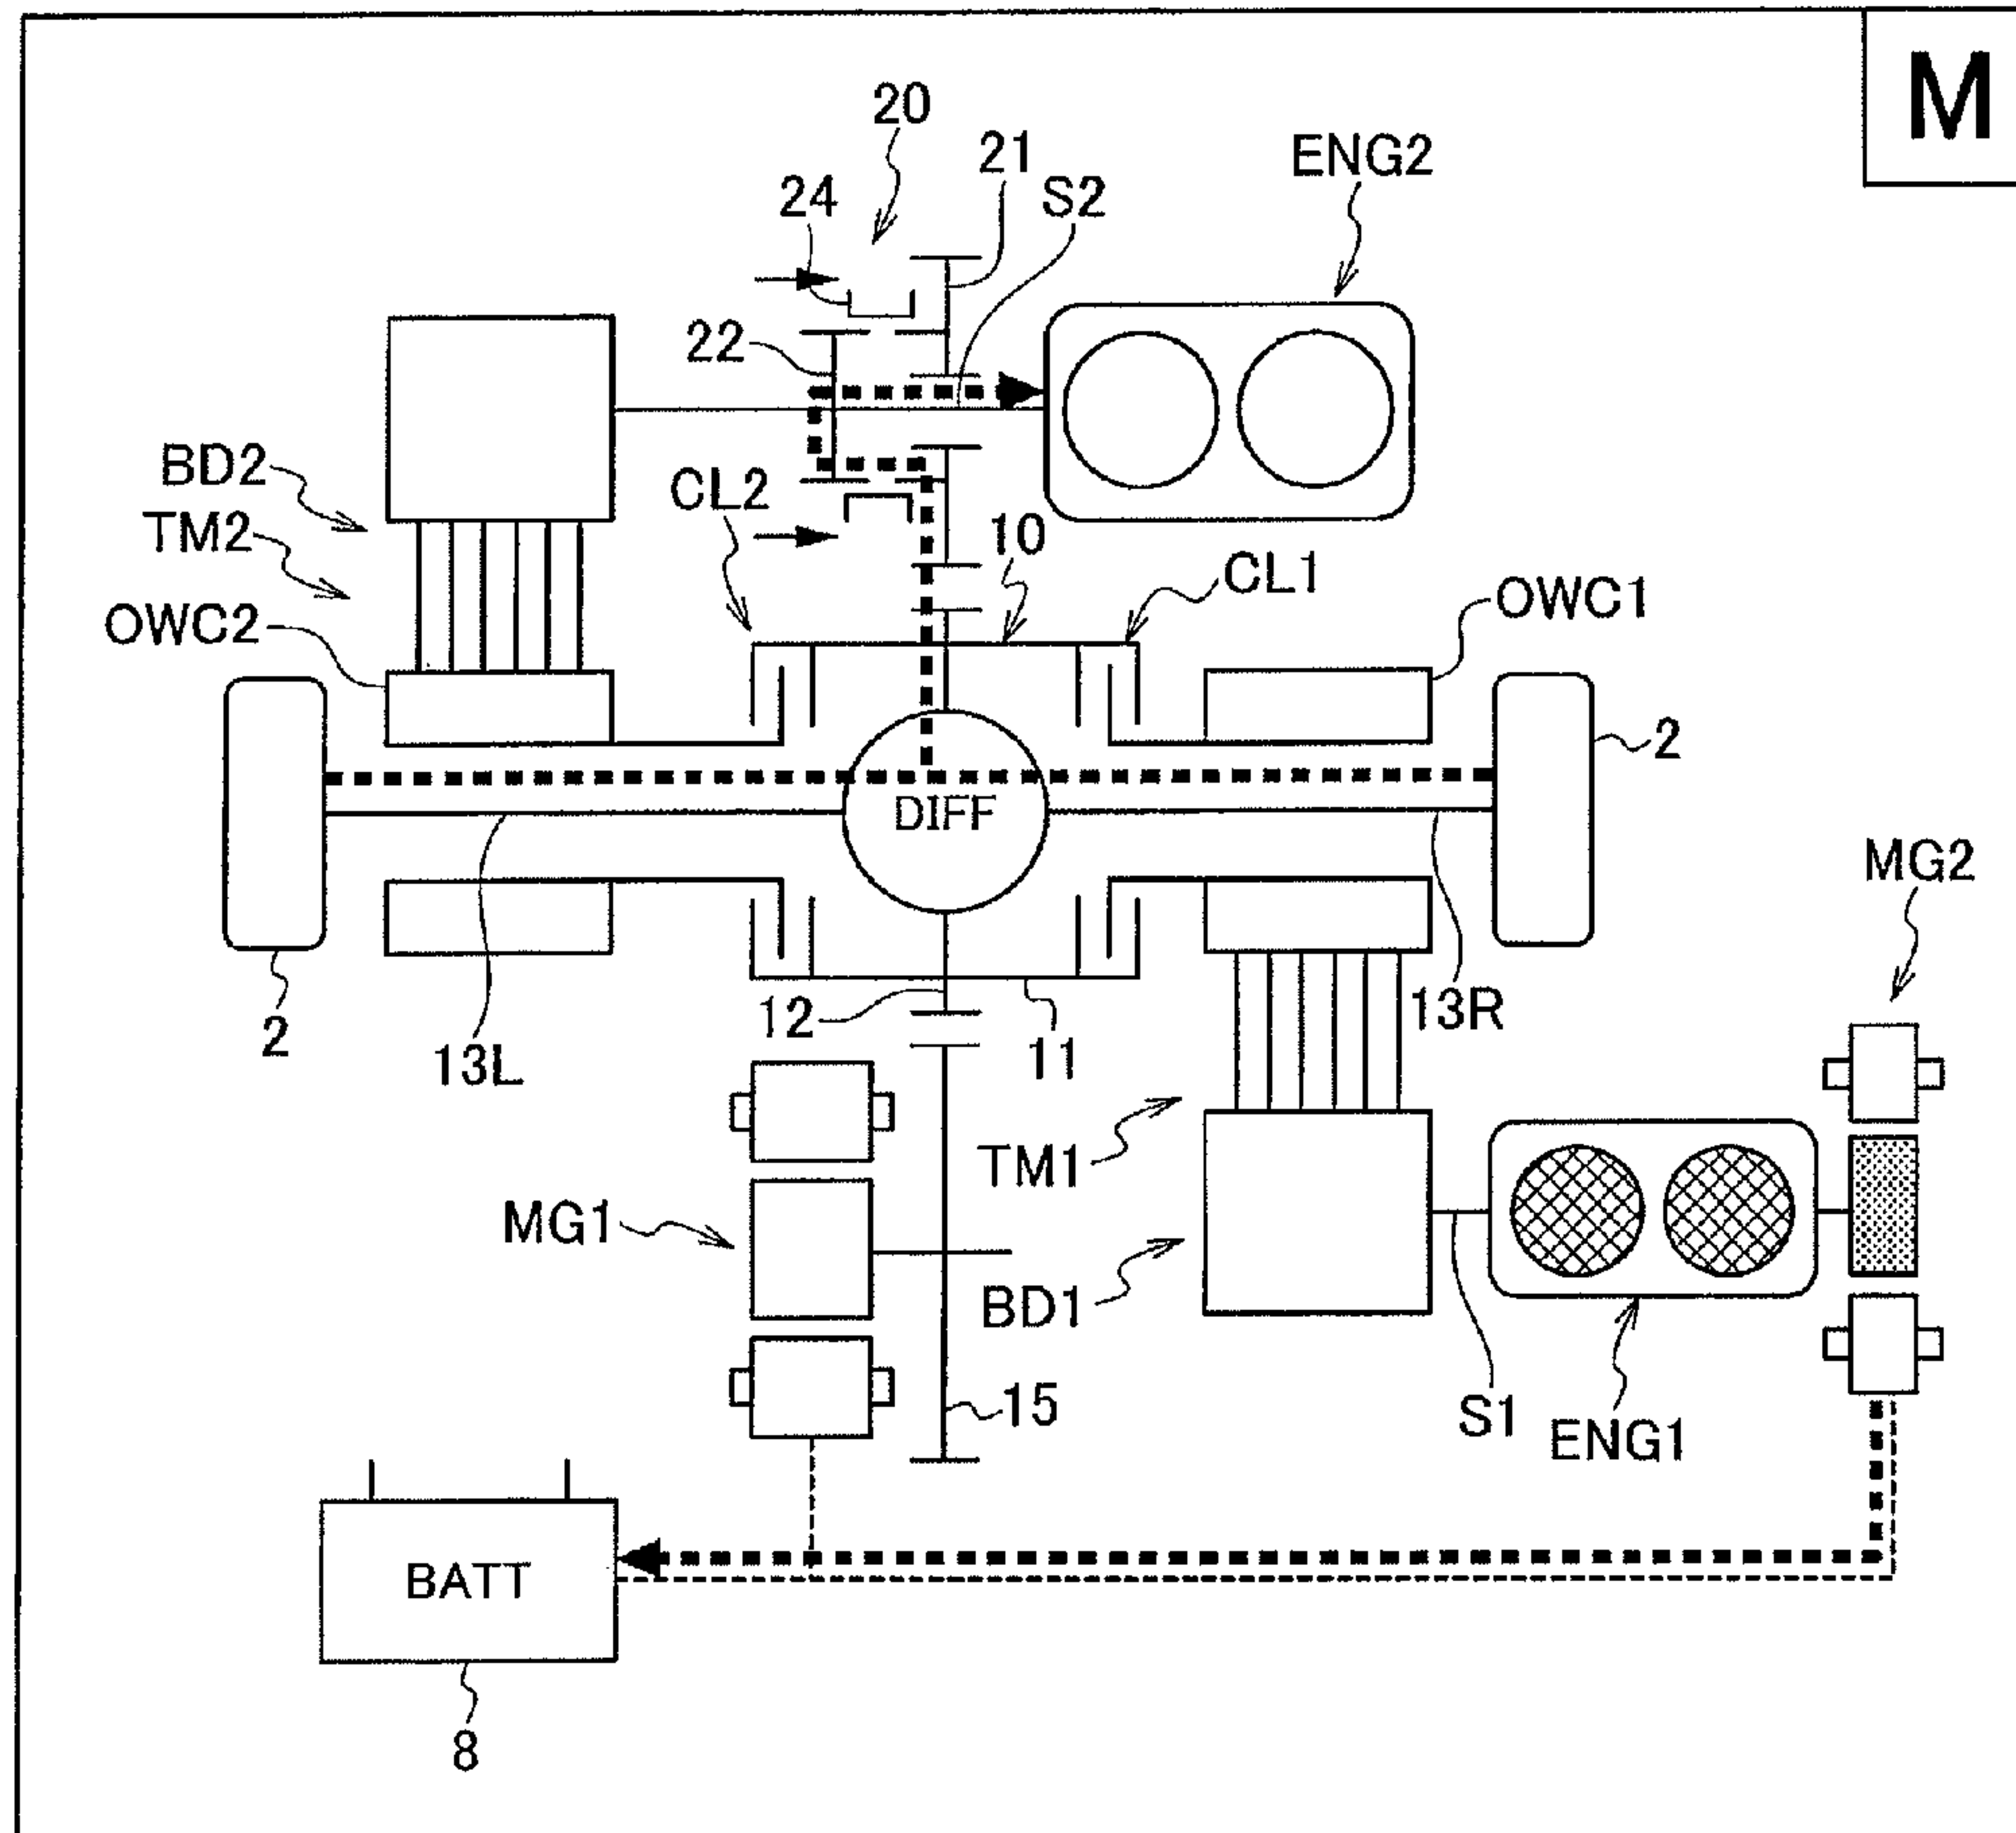 M
20
21
ENG2
24
S2
22
BD2
CL2
TM2
10
CL1
OWC1
OWC2
2
DIFF
MG2
12
13R
2
13L
11
TM1
MG1
BD1
15
S1
ENG1
BATT
8